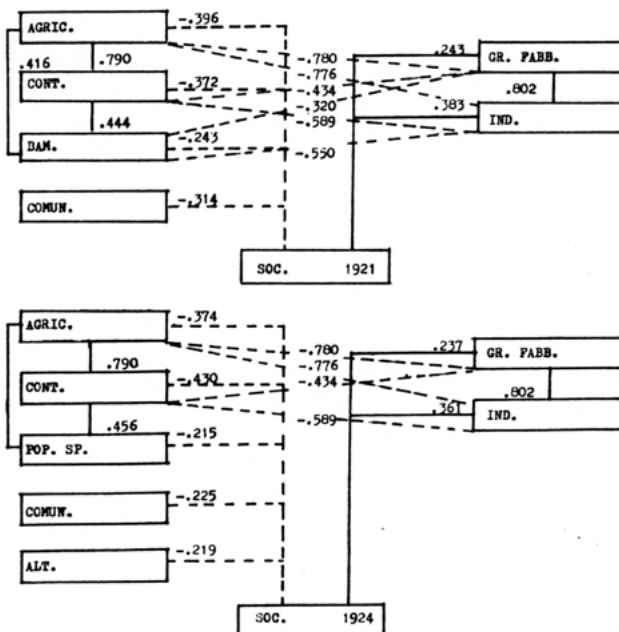 -.396
AGRIC.
.243
-.780
GR. FABB.
-.776
.416 .790
-.372
-.434
CONT.
.802
-.320
.383
-.589
IND.
.444
-.243
-.550
BAM.
-.314
COMUN.
SOC. 1921
-.374
AGRIC.
.237
-.780
GR. FABB.
-.776
.790
-.430
-.434
CONT.
.802
.361
-.589
IND.
.456
-.215
POP. SP.
-.225
COMUN.
-.219
ALT.
SOC. 1924